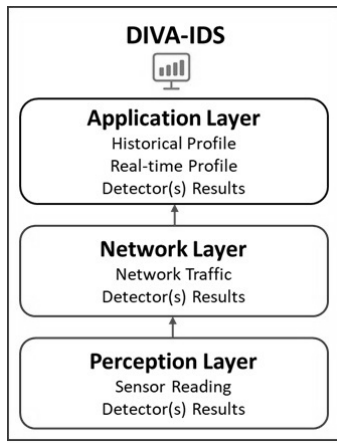 DIVA-IDS
Application Layer
Historical Profile
Real-time Profile
Detector(s) Results
Network Layer
Network Traffic
Detector(s) Results
Perception Layer
Sensor Reading
Detector(s) Results